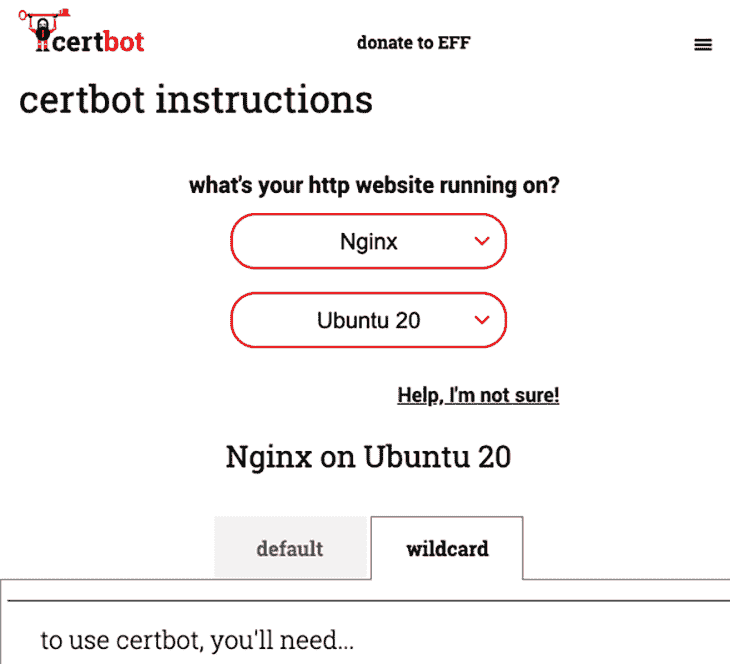 certbot
donate to EFF
certbot instructions
what's your http website running on?
Nginx
Ubuntu 20
Help, I'm not sure!
Nginx on Ubuntu 20
default wildcard
to use certbot, you'll need...